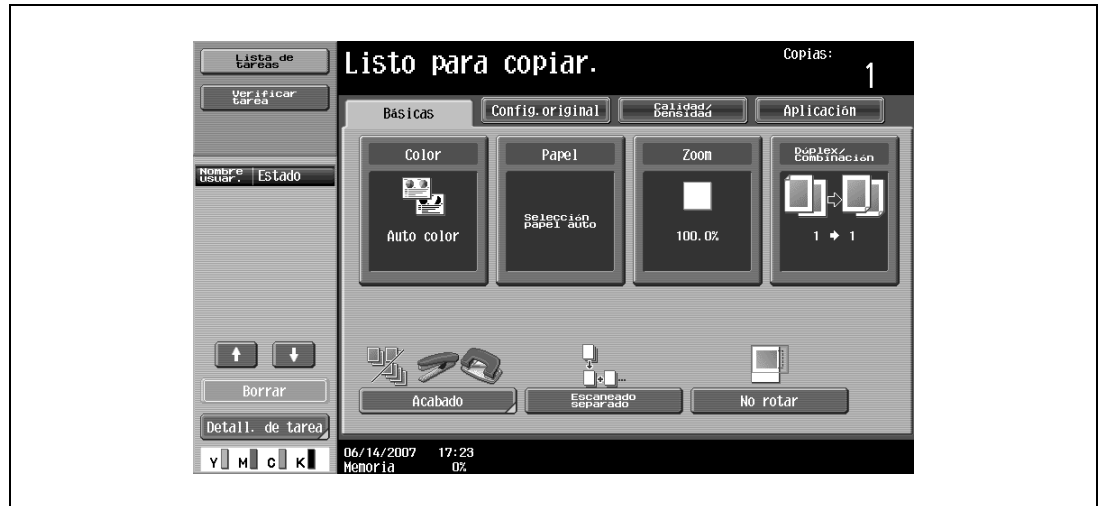 Lista de
tareas
Verificar
tarea
Nombre
usuar.
Estado
Borrar
Detall. de tarea
Y M C K
Listo para copiar.
Copias:
1
Básicas
Config.original
Calidad/
Densidad
Aplicación
Color
Auto color
Papel
Selección
papel auto
Zoom
100.0%
Dúplex/
Combinación
1 → 1
Acabado
Escaneado
separado
No rotar
06/14/2007 17:23
Memoria 0%